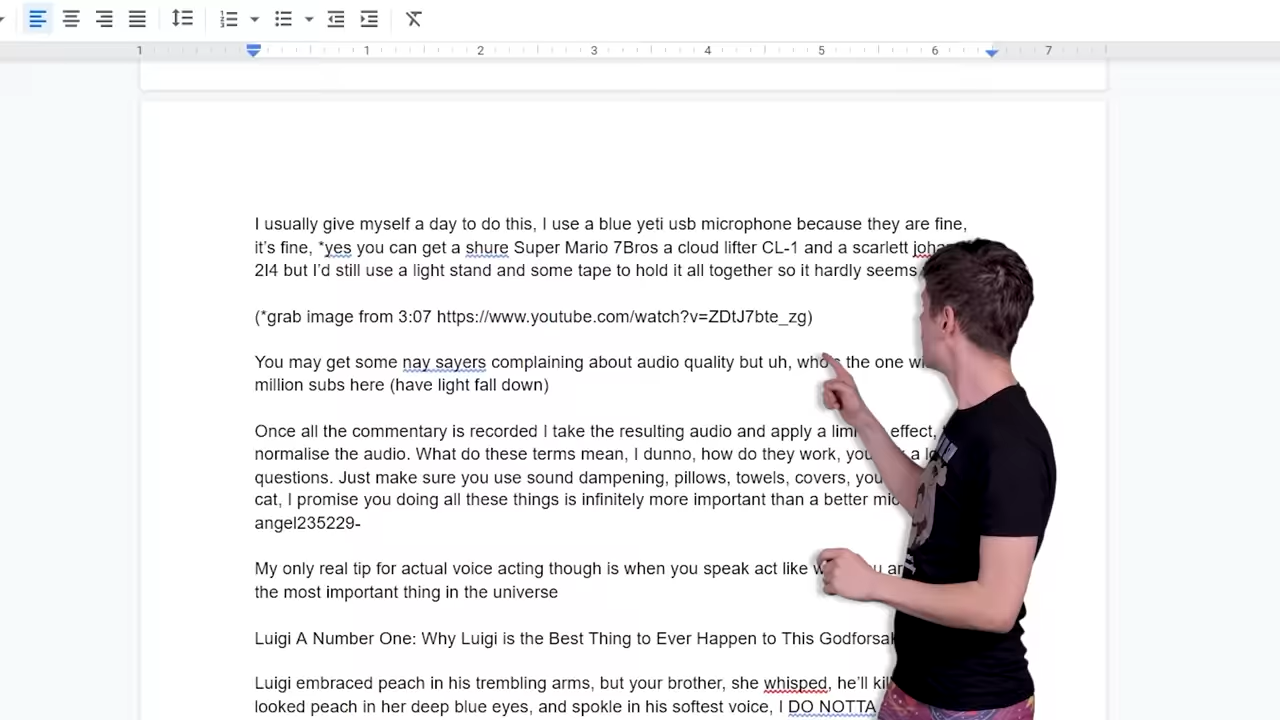 1 1 2 3 4 5 6 7
I usually give myself a day to do this, I use a blue yeti usb microphone because they are fine,
it's fine, *yes you can get a shure Super Mario 7Bros a cloud lifter CL-1 and a scarlett
2I4 but I'd still use a light stand and some tape to hold it all together so it hardly seems
(*grab image from 3:07 https://www.youtube.com/watch?v=ZDtJ7bte_zg)
You may get some nay sayers complaining about audio quality but uh, who's the one
million subs here (have light fall down)
Once all the commentary is recorded I take the resulting audio and apply a effect,
normalise the audio. What do these terms mean, I dunno, how do they work, a
questions. Just make sure you use sound dampening, pillows, towels, covers,
cat, I promise you doing all these things is infinitely more important than a better
angel235229-
My only real tip for actual voice acting though is when you speak act like
the most important thing in the universe
Luigi A Number One: Why Luigi is the Best Thing to Ever Happen to This
Luigi embraced peach in his trembling arms, but your brother, she whisped, he'll
looked peach in her deep blue eyes, and spokle in his softest voice, I DO NOTTA